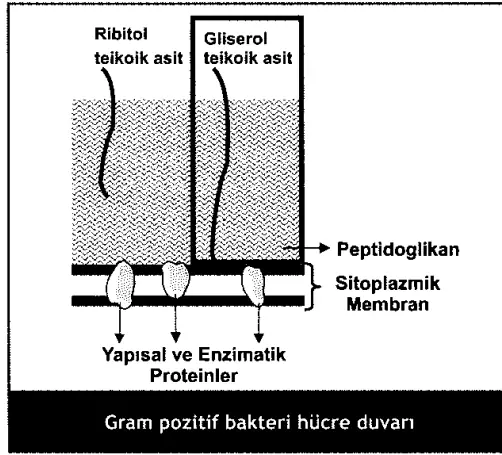 Ribitol
teikoik asit
Gliserol
teikoik asit
Peptidoglikan
Sitoplazmik
Membran
Yapısal ve Enzimatik
Proteinler
Gram pozitif bakteri hücre duvarı